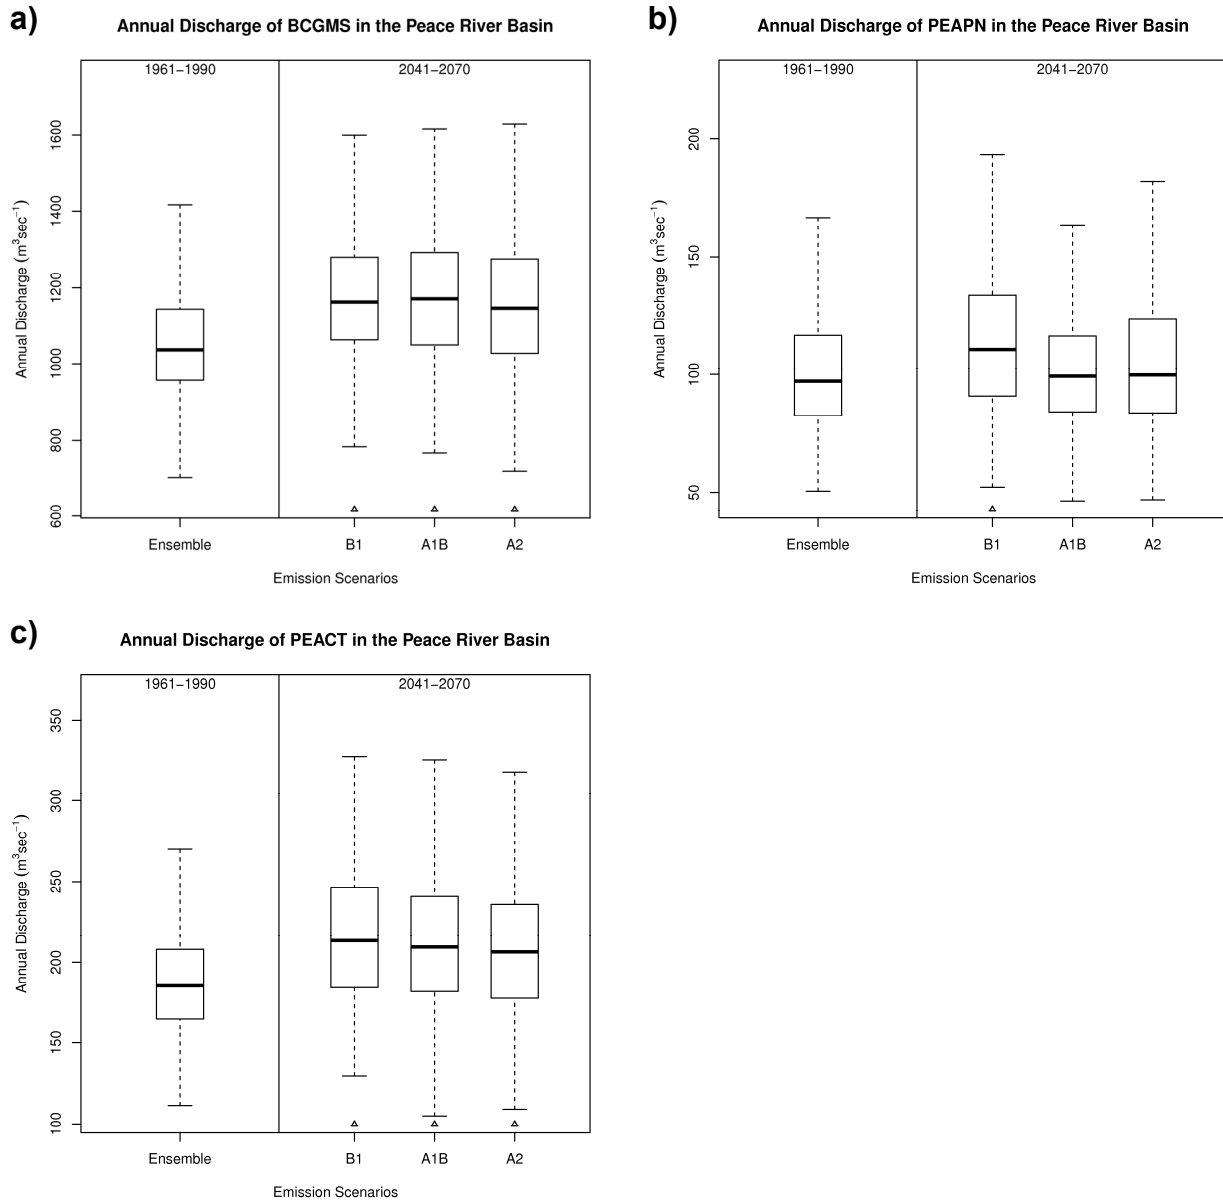 a)
Annual Discharge of BCGMS in the Peace River Basin
1961−1990
2041−2070
1600
1400
1200
1000
800
600
Annual Discharge (m³sec⁻¹)
Ensemble
B1
A1B
A2
Emission Scenarios
b)
Annual Discharge of PEAPN in the Peace River Basin
1961−1990
2041−2070
200
150
100
50
Annual Discharge (m³sec⁻¹)
Ensemble
B1
A1B
A2
Emission Scenarios
c)
Annual Discharge of PEACT in the Peace River Basin
1961−1990
2041−2070
350
300
250
200
150
100
Annual Discharge (m³sec⁻¹)
Ensemble
B1
A1B
A2
Emission Scenarios